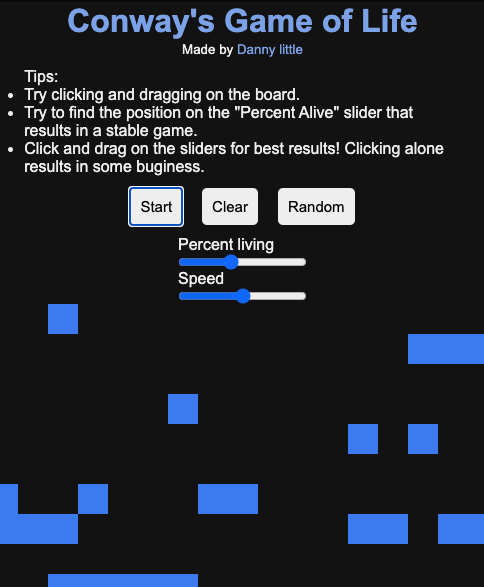 Conway's Game of Life
Made by Danny little
Tips:
Try clicking and dragging on the board.
Try to find the position on the "Percent Alive" slider that
results in a stable game.
Click and drag on the sliders for best results! Clicking alone
results in some buginess.
Start Clear Random
Percent living
Speed